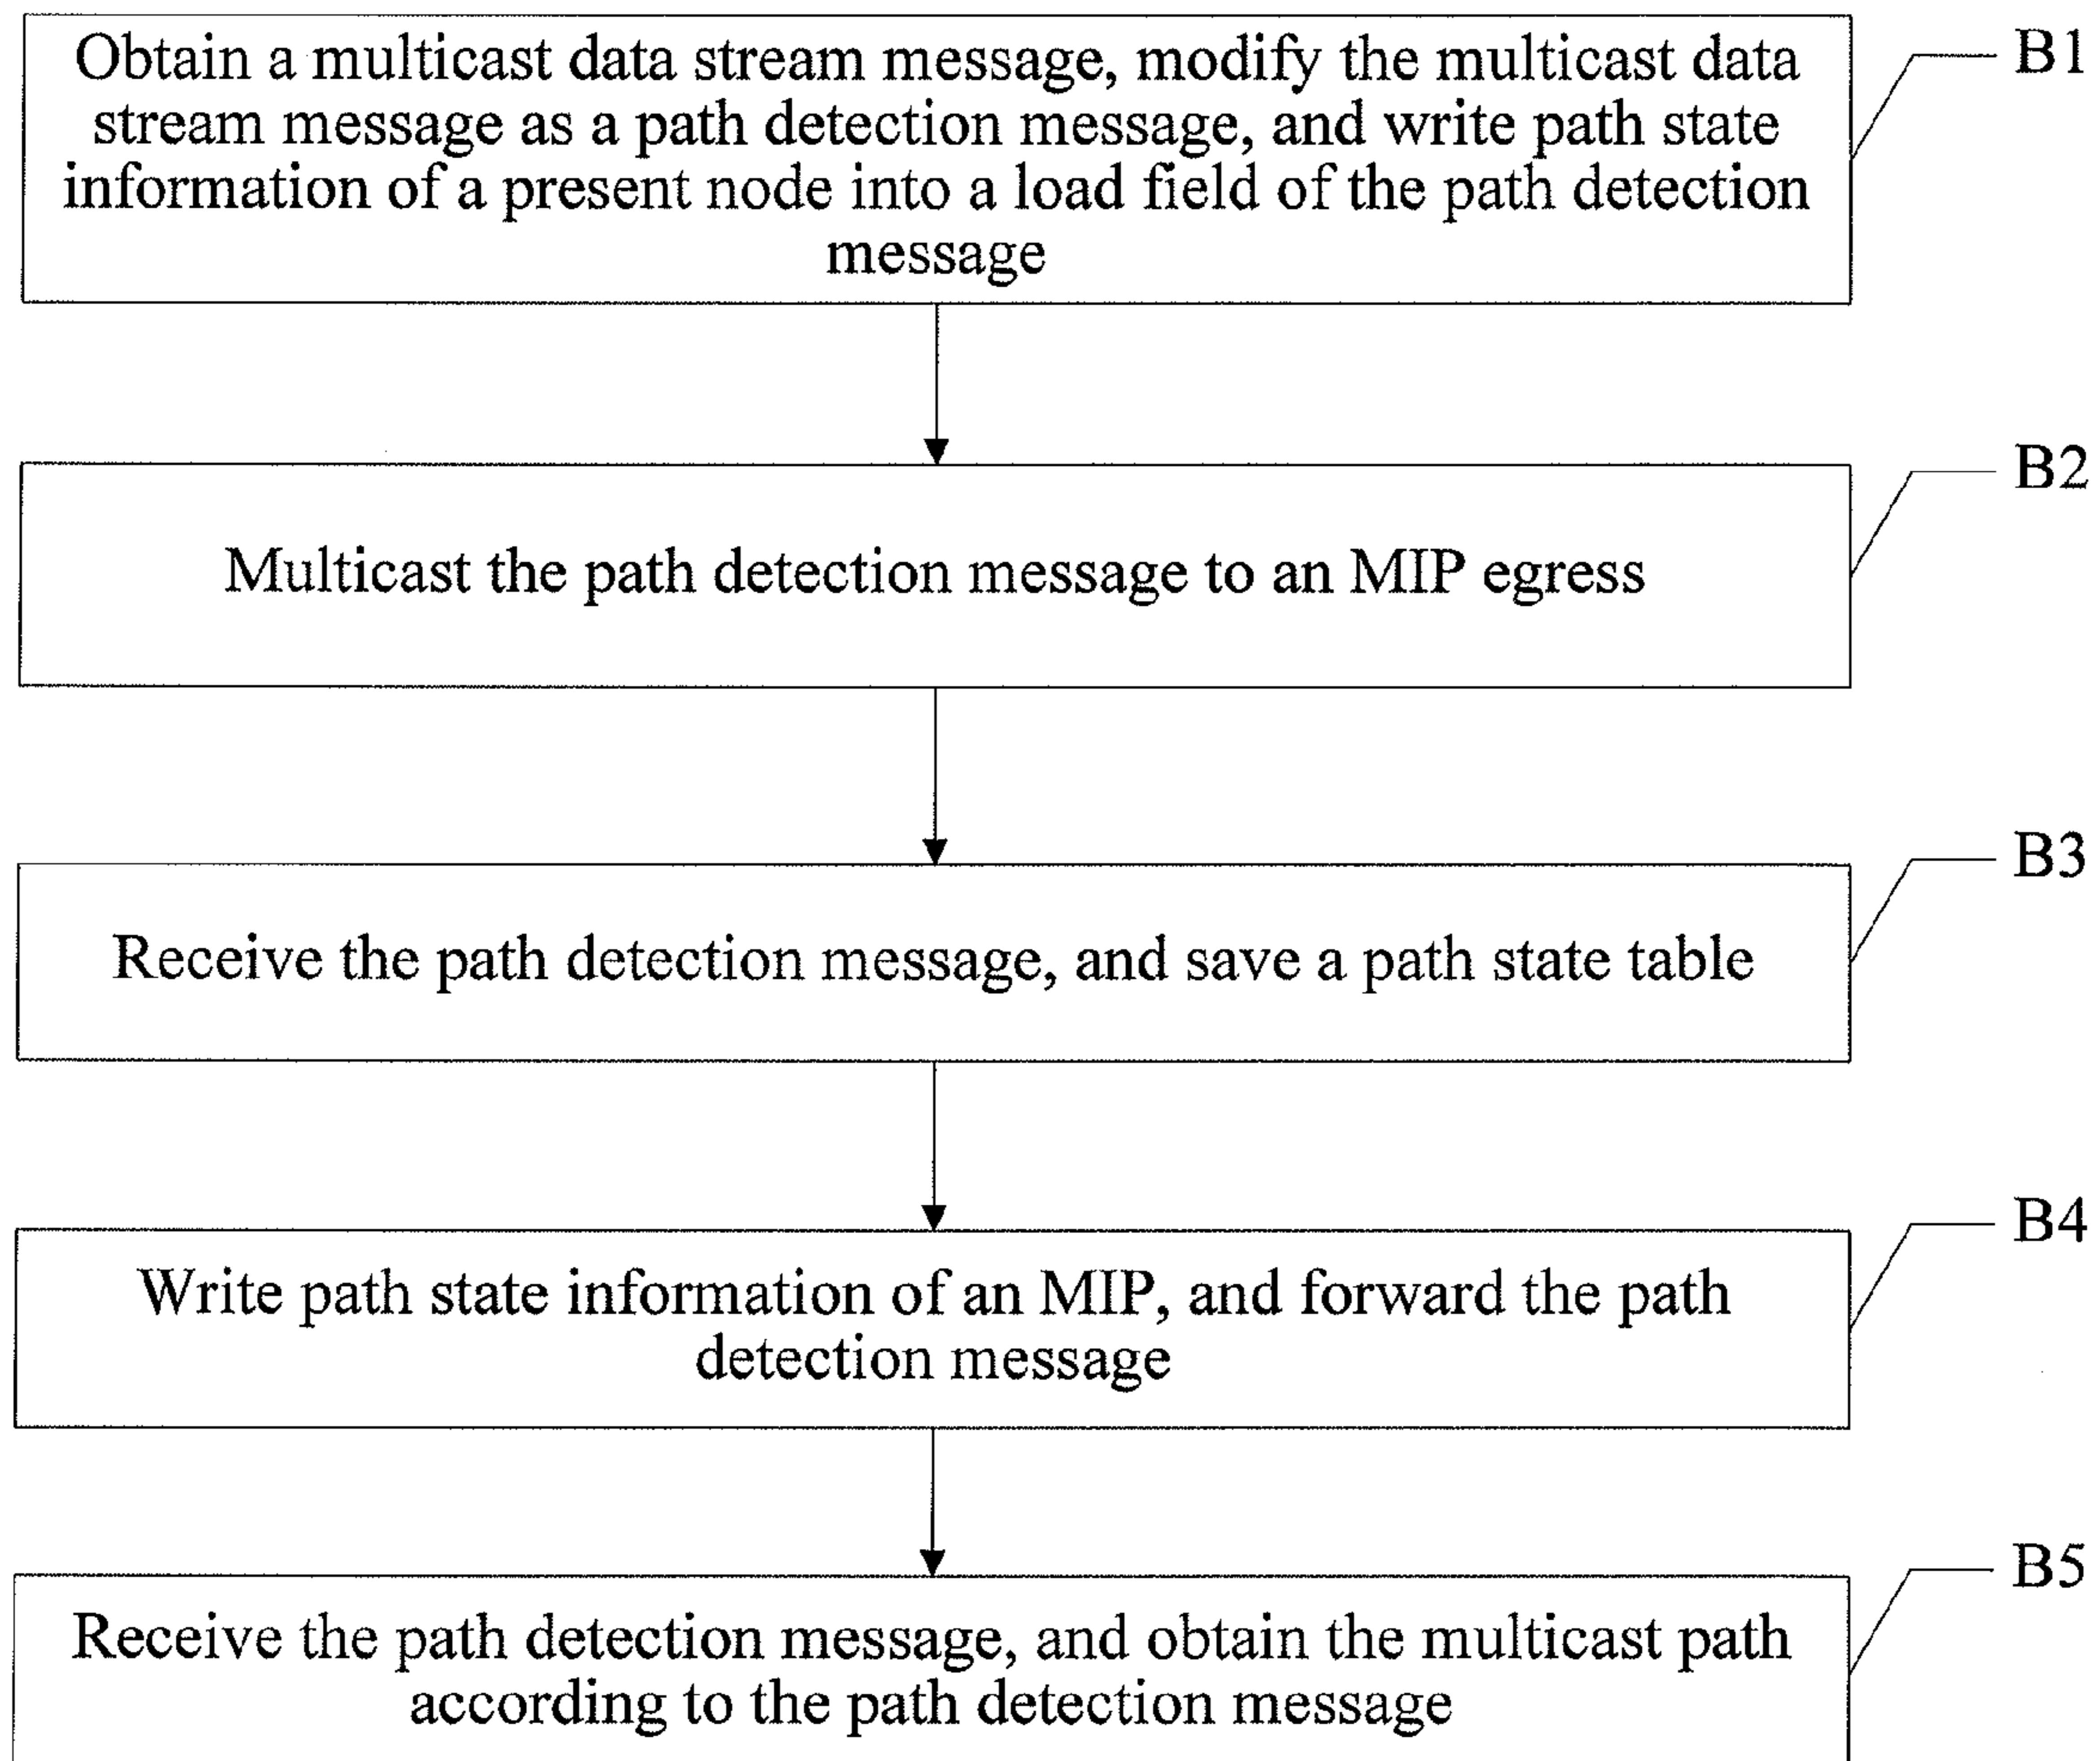 Obtain a multicast data stream message, modify the multicast data
stream message as a path detection message, and write path state
information of a present node into a load field of the path detection
message
B1
Multicast the path detection message to an MIP egress
B2
Receive the path detection message, and save a path state table
B3
Write path state information of an MIP, and forward the path
detection message
B4
Receive the path detection message, and obtain the multicast path
according to the path detection message
B5